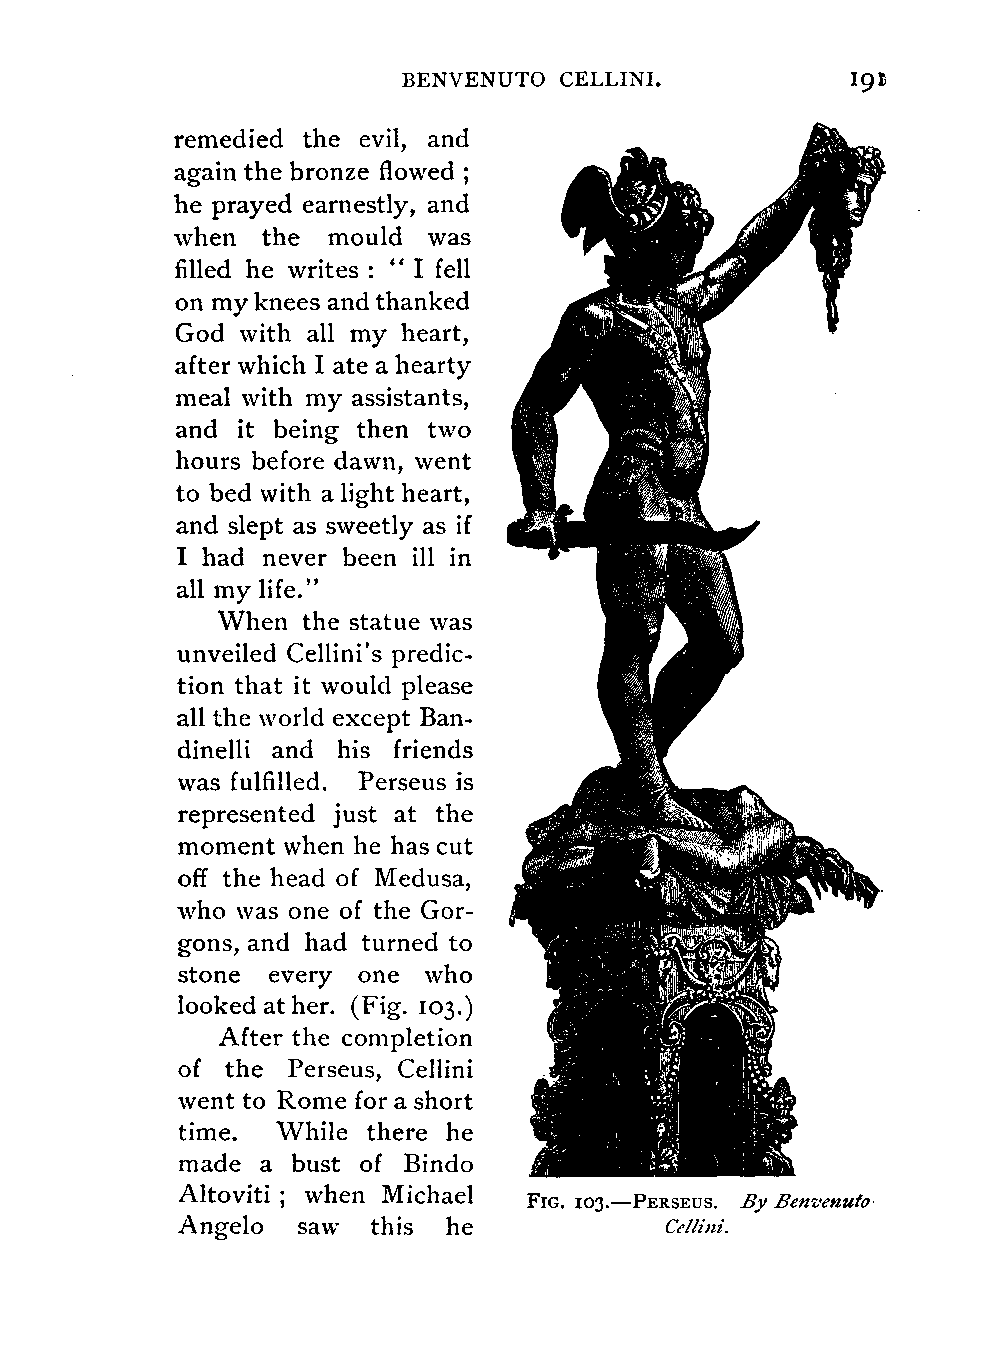 BENVENUTO CELLINI. 191
remedied the evil, and
again the bronze flowed ;
he prayed earnestly, and
when the mould was
filled he writes : “ I fell
on my knees and thanked
God with all my heart,
after which I ate a hearty
meal with my assistants,
and it being then two
hours before dawn, went
to bed with a light heart,
and slept as sweetly as if
I had never been ill in
all my life.”
When the statue was
unveiled Cellini’s predic-
tion that it would please
all the world except Ban-
dinelli and his friends
was fulfilled. Perseus is
represented just at the
moment when he has cut
off the head of Medusa,
who was one of the Gor-
gons, and had turned to
stone every one who
looked at her. (Fig. 103.)
After the completion
of the Perseus, Cellini
went to Rome for a short
time. While there he
made a bust of Bindo
Altoviti ; when Michael
Angelo saw this he
FIG. 103.—PERSEUS. By Benvenuto
Cellini.